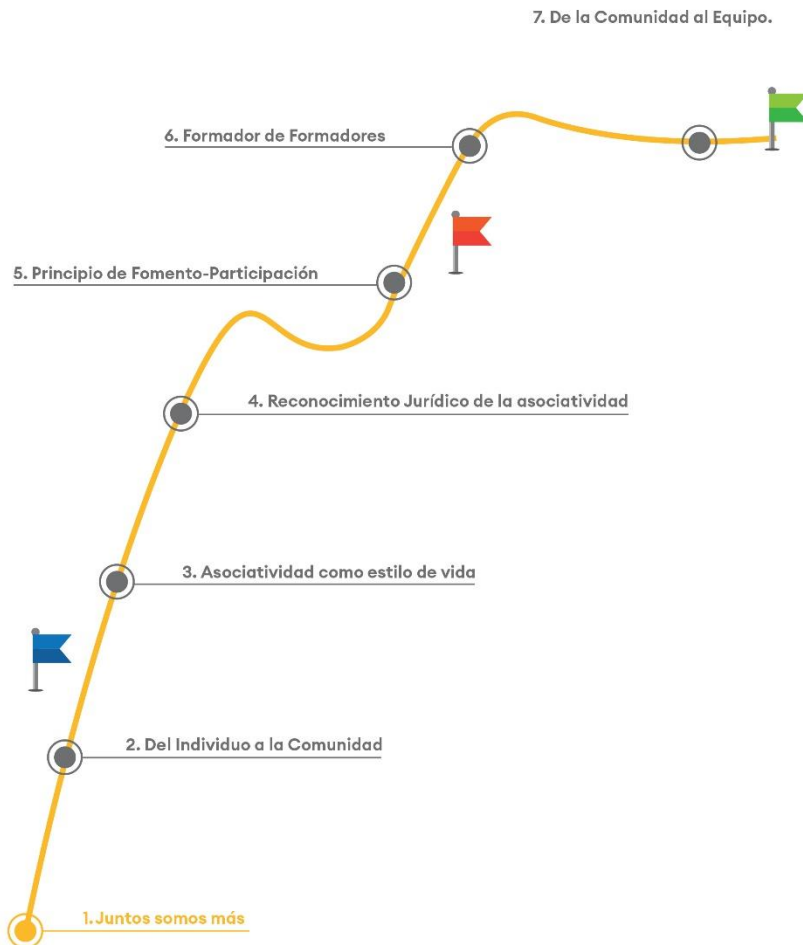 7. De la Comunidad al Equipo.
6. Formador de Formadores
5. Principio de Fomento-Participación
4. Reconocimiento Jurídico de la asociatividad
3. Asociatividad como estilo de vida
2. Del Individuo a la Comunidad
1. Juntos somos más